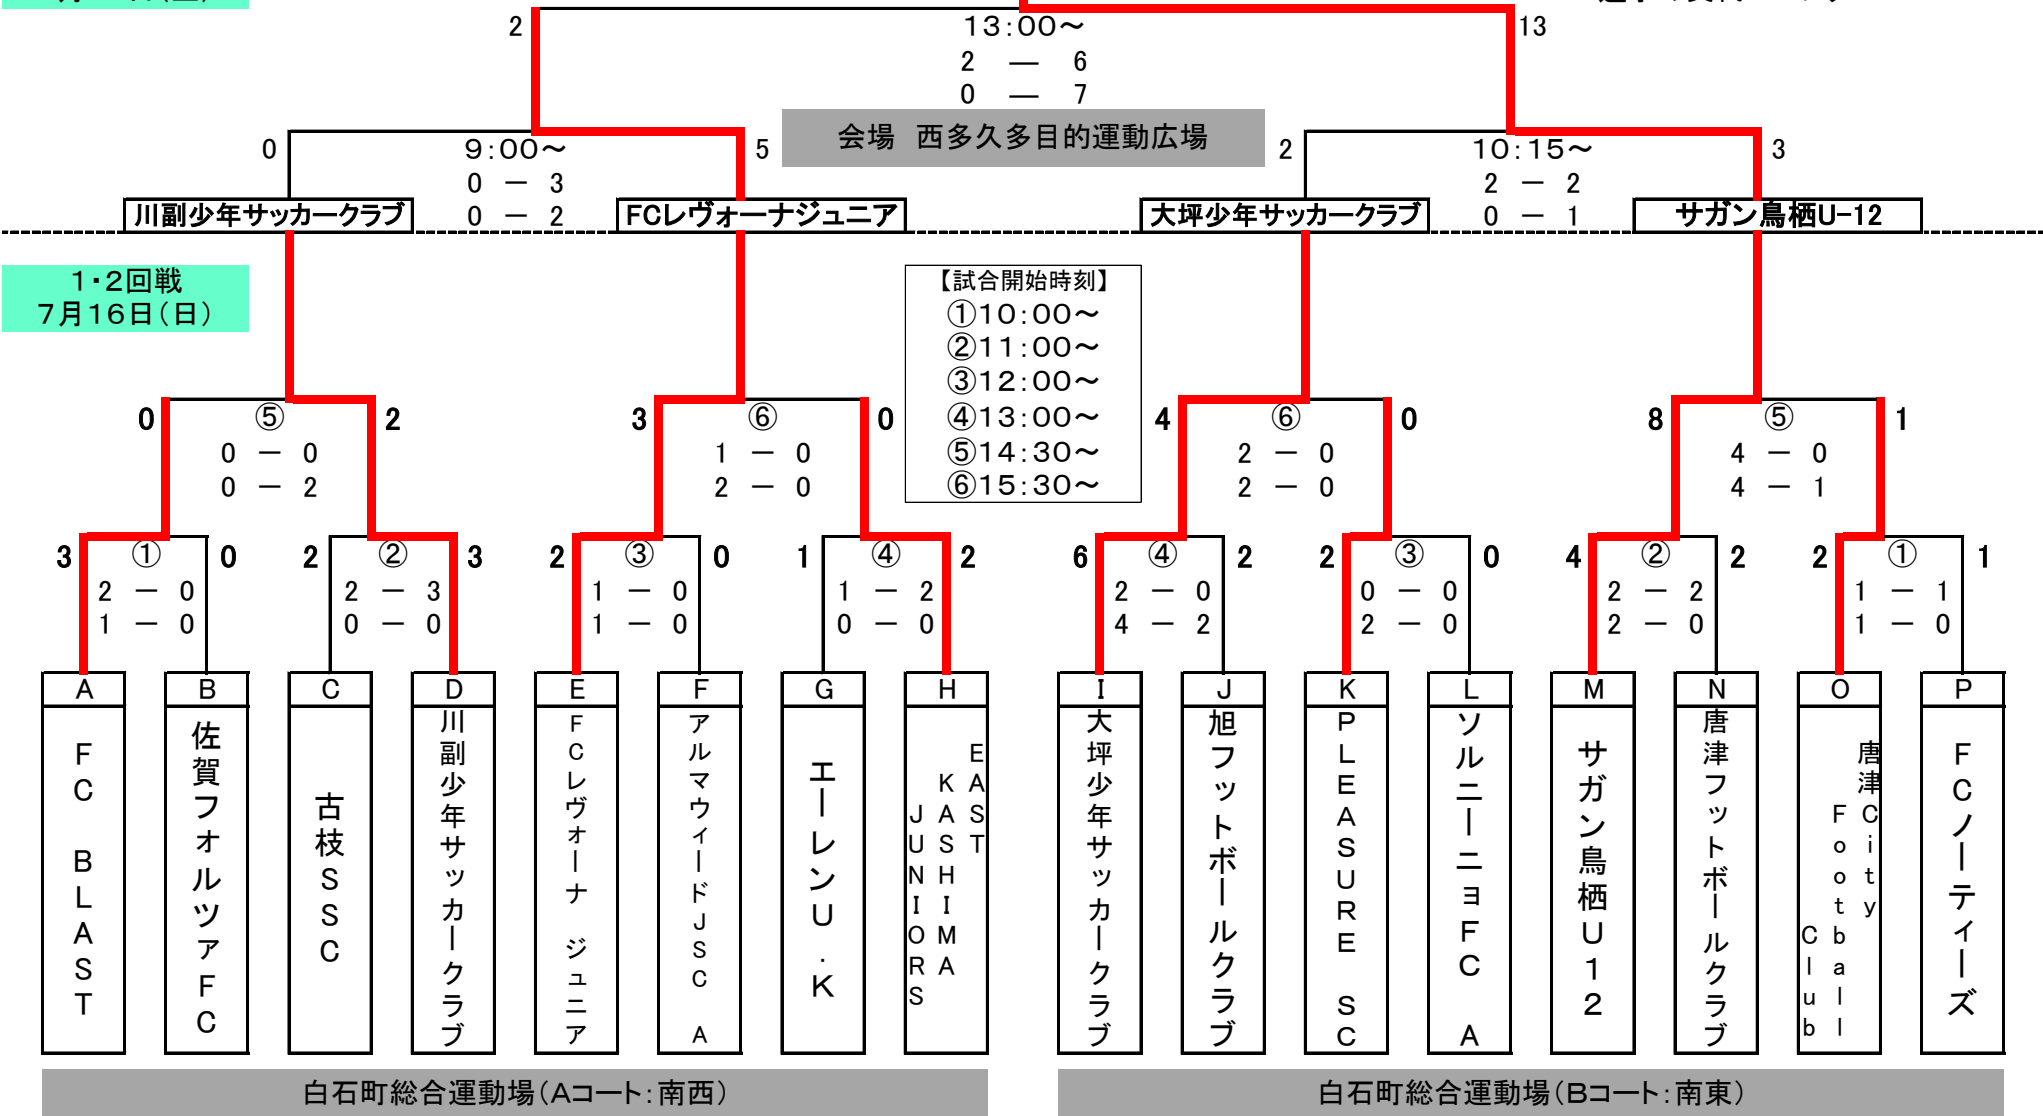 2
13:00～
13
2 — 6
0 — 7
会場 西多久多目的運動広場
0
9:00～
5
0 － 3
0 － 2
2
10:15～
3
2 － 2
0 － 1
川副少年サッカークラブ
FCレヴォーナジュニア
大坪少年サッカークラブ
サガン鳥栖U-12
1・2回戦
7月16日(日)
【試合開始時刻】
①10:00～
②11:00～
③12:00～
④13:00～
⑤14:30～
⑥15:30～
0 ⑤ 2
0 － 0
0 － 2
3 ⑥ 0
1 － 0
2 － 0
4 ⑥ 0
2 － 0
2 － 0
8 ⑤ 1
4 － 0
4 － 1
3 ① 0
2 － 0
1 － 0
2 ② 3
2 － 3
0 － 0
2 ③ 0
1 － 0
1 － 0
1 ④ 2
1 － 2
0 － 0
6 ④ 2
2 － 0
4 － 2
2 ③ 0
0 － 0
2 － 0
4 ② 2
2 － 2
2 － 0
2 ① 1
1 － 1
1 － 0
A
FC BLAST
B
佐賀フォルツァFC
C
古枝SSC
D
川副少年サッカークラブ
E
FCレヴォーナ ジュニア
F
アルマウィードJSC A
G
エーレンU.K
H
EAST
KASHIMA
JUNIORS
I
大坪少年サッカークラブ
J
旭フットボールクラブ
K
PLEASURE SC
L
ソルニーニョFC A
M
サガン鳥栖U12
N
唐津フットボールクラブ
O
唐津City
Football
Club
P
FCノーティーズ
白石町総合運動場(Aコート:南西)
白石町総合運動場(Bコート:南東)